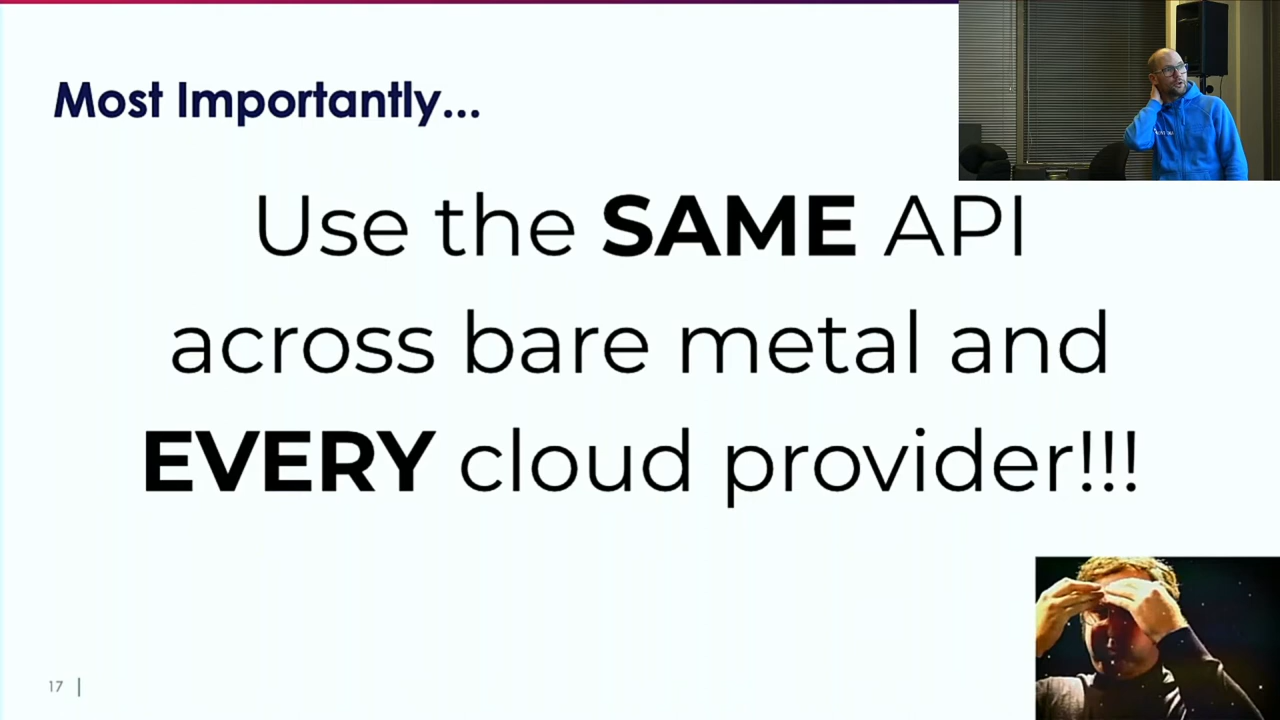 Most Importantly...
Use the SAME API
across bare metal and
EVERY cloud provider!!!
17